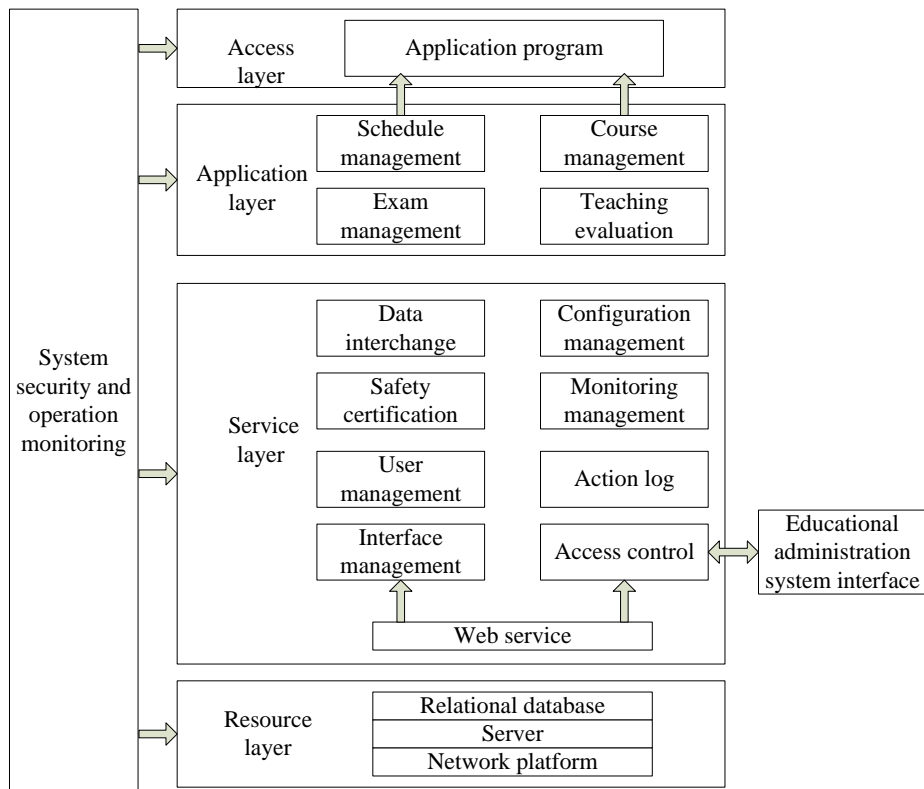 System
security and
operation
monitoring
Access
layer
Application program
Application
layer
Schedule
management
Course
management
Exam
management
Teaching
evaluation
Service
layer
Data
interchange
Configuration
management
Safety
certification
Monitoring
management
User
management
Action log
Interface
management
Access control
Web service
Educational
administration
system interface
Resource
layer
Relational database
Server
Network platform